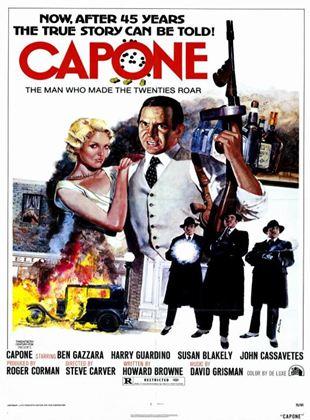 NOW, AFTER 45 YEARS
THE TRUE STORY CAN BE TOLD!
CAPONE
THE MAN WHO MADE THE TWENTIES ROAR
CAPONE STARRING BEN GAZZARA HARRY GUARDINO SUSAN BLAKELY JOHN CASSAVETES
PRODUCED BY ROGER CORMAN DIRECTED BY STEVE CARVER WRITTEN BY HOWARD BROWNE MUSIC BY DAVID GRISMAN COLOR BY DE LUXE
R RESTRICTED
"CAPONE"